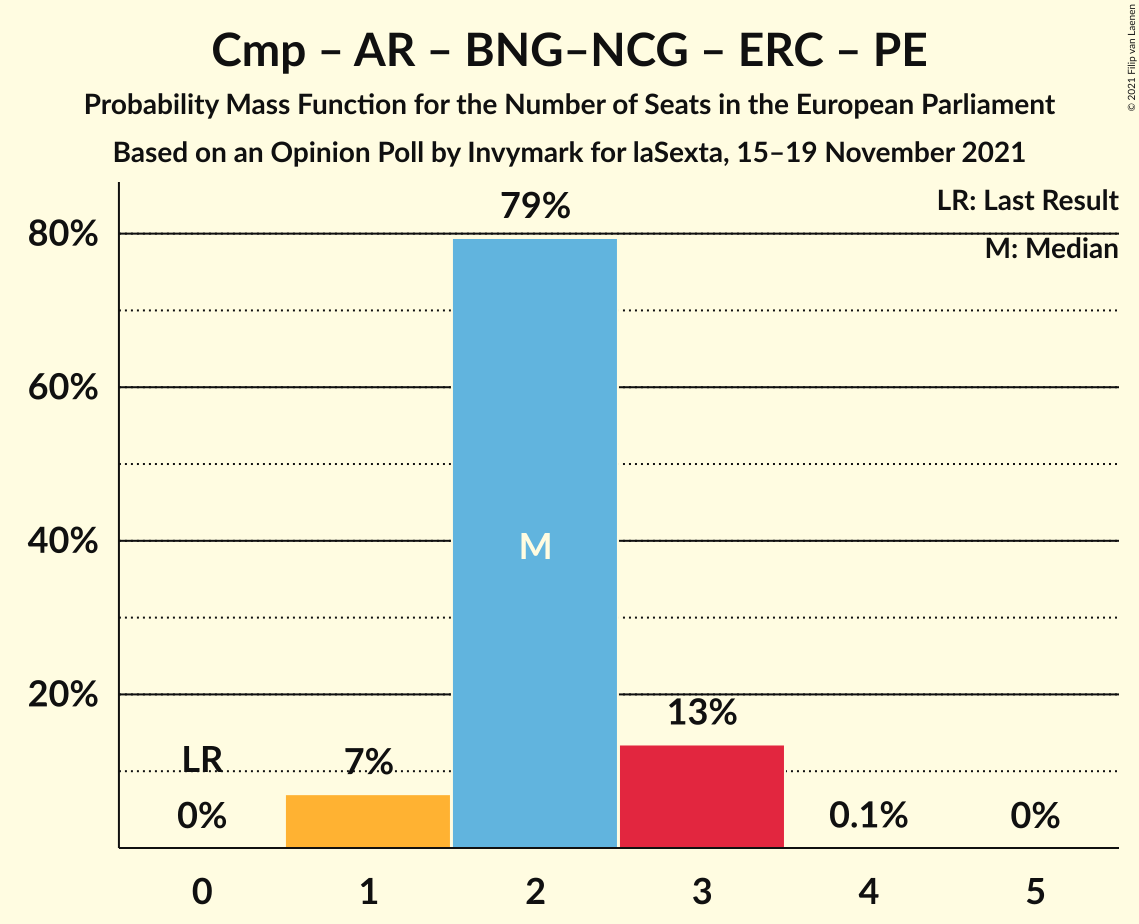 Cmp – AR – BNG–NCG – ERC – PE
Probability Mass Function for the Number of Seats in the European Parliament
Based on an Opinion Poll by Invymark for laSexta, 15–19 November 2021
© 2021 Filip van Laenen
LR: Last Result
M: Median
80%
60%
40%
20%
LR
0%
7%
79%
M
13%
0.1%
0%
0 1 2 3 4 5